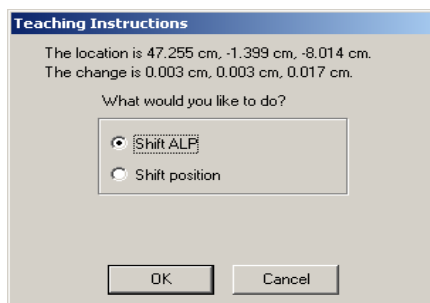 Teaching Instructions
The location is 47.255 cm, -1.399 cm, -8.014 cm.
The change is 0.003 cm, 0.003 cm, 0.017 cm.
What would you like to do?
Shift ALP
Shift position
OK Cancel